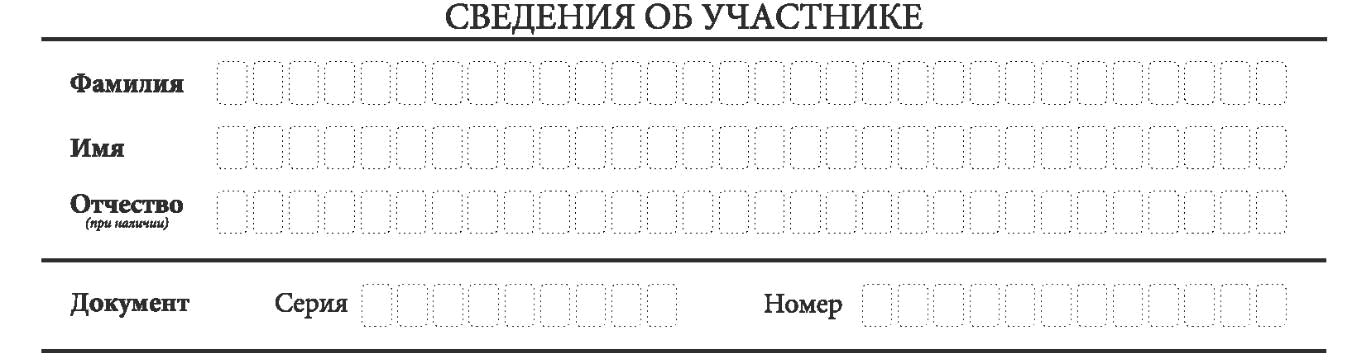 СВЕДЕНИЯ ОБ УЧАСТНИКЕ
Фамилия
Имя
Отчество
(при наличии)
Документ Серия Номер